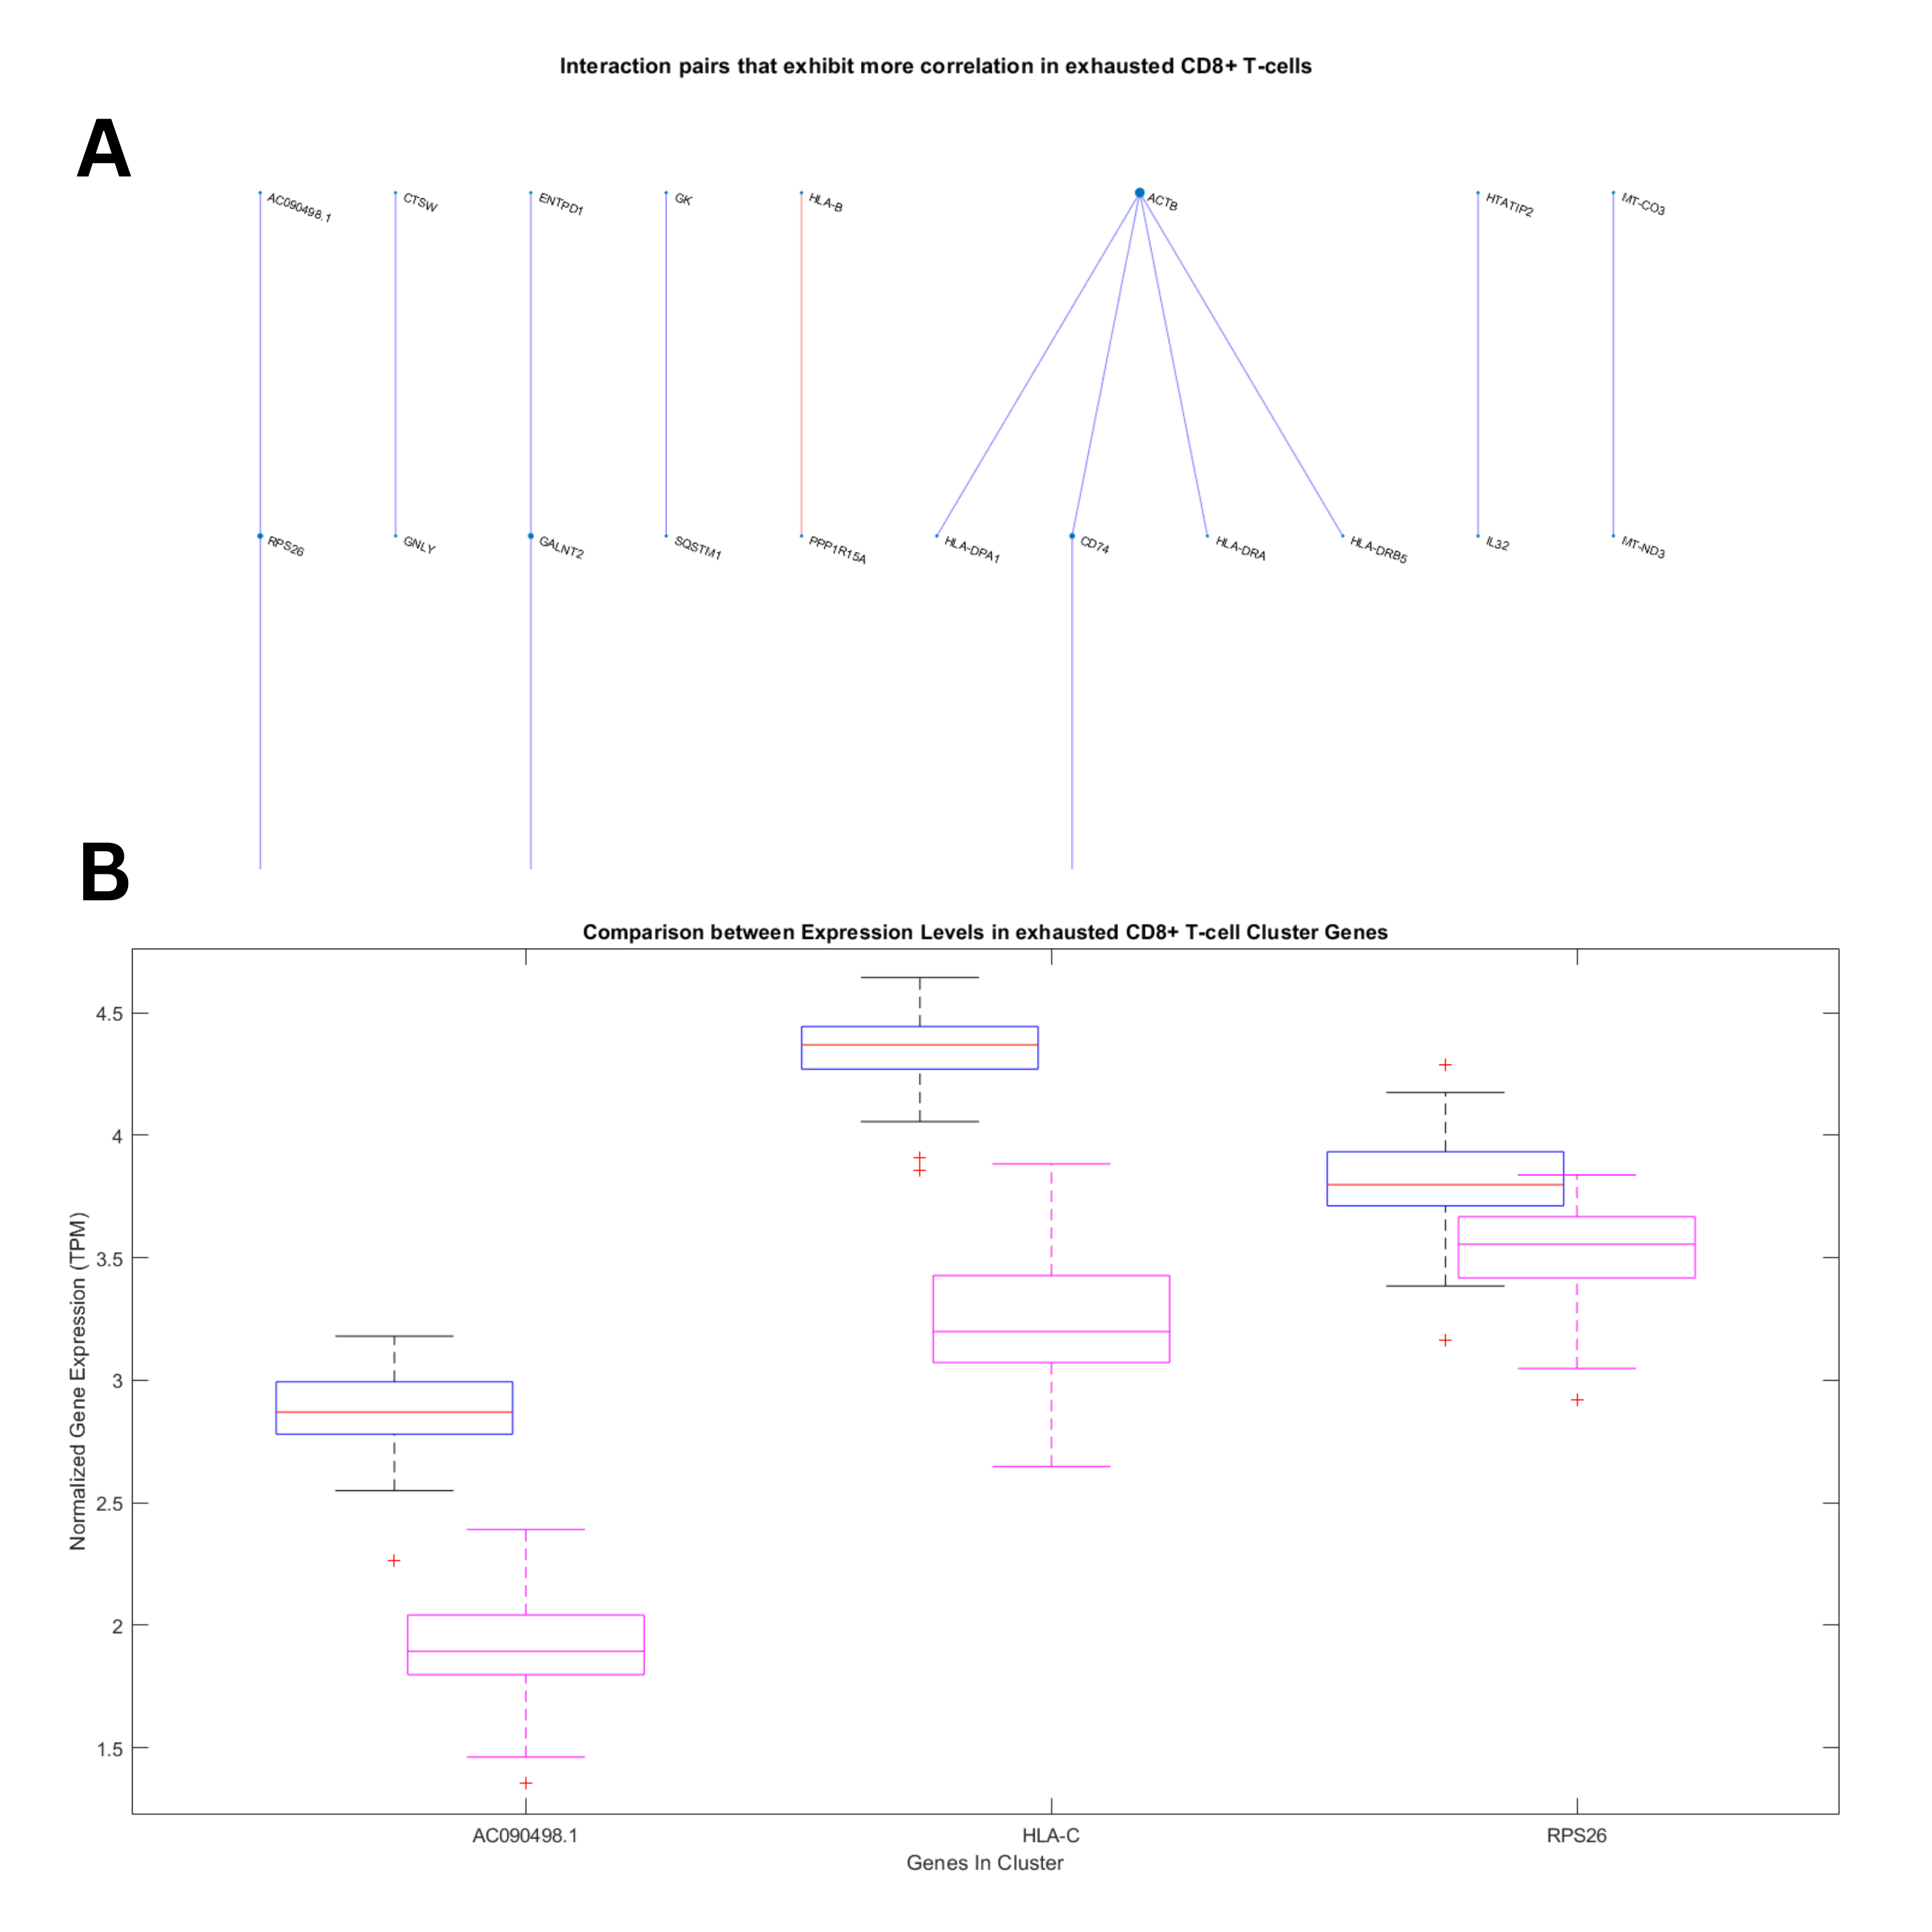 Interaction pairs that exhibit more correlation in exhausted CD8+ T-cells
A
AC090498.1 CTSW ENTPD1 GK HLA-B ACTB HTATIP2 MT-CO3
RPS26 GNLY GALNT2 SQSTM1 PPP1R15A HLA-DPA1 CD74 HLA-DRA HLA-DRB5 IL32 MT-ND3
B
Comparison between Expression Levels in exhausted CD8+ T-cell Cluster Genes
Normalized Gene Expression (TPM)
4.5
4
3.5
3
2.5
2
1.5
AC090498.1 HLA-C RPS26
Genes In Cluster